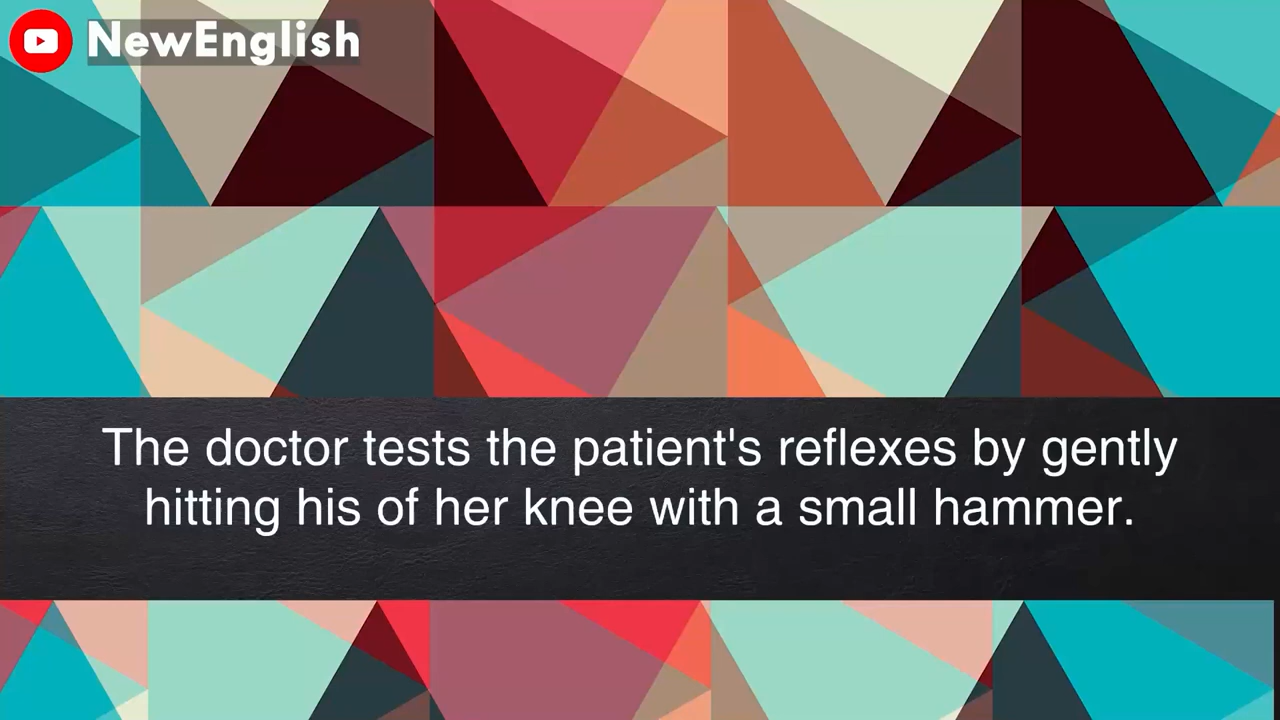 NewEnglish
The doctor tests the patient's reflexes by gently
hitting his of her knee with a small hammer.